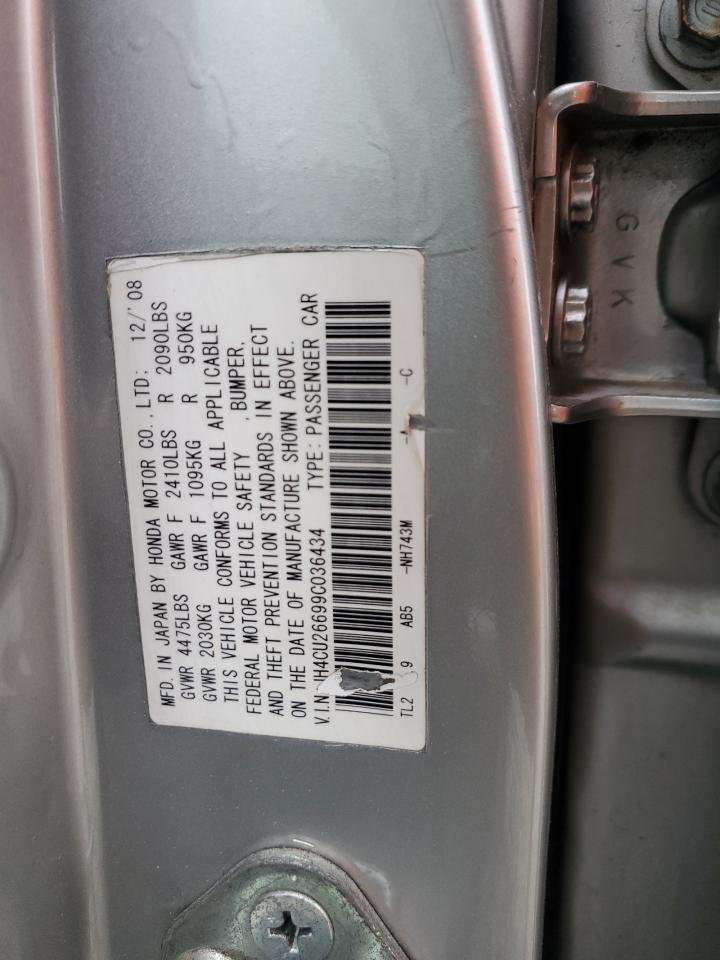 MFD. IN JAPAN BY HONDA MOTOR CO., LTD: 12/'08
GVWR 4475LBS GAWR F 2410LBS R 2090LBS
GVWR 2030KG GAWR F 1095KG R 950KG
THIS VEHICLE CONFORMS TO ALL APPLICABLE
FEDERAL MOTOR VEHICLE SAFETY , BUMPER,
AND THEFT PREVENTION STANDARDS IN EFFECT
ON THE DATE OF MANUFACTURE SHOWN ABOVE.
V.I.N. JH4CU26699C036434 TYPE: PASSENGER CAR
TL2 9 AB5 -NH743M -A -C
GVK